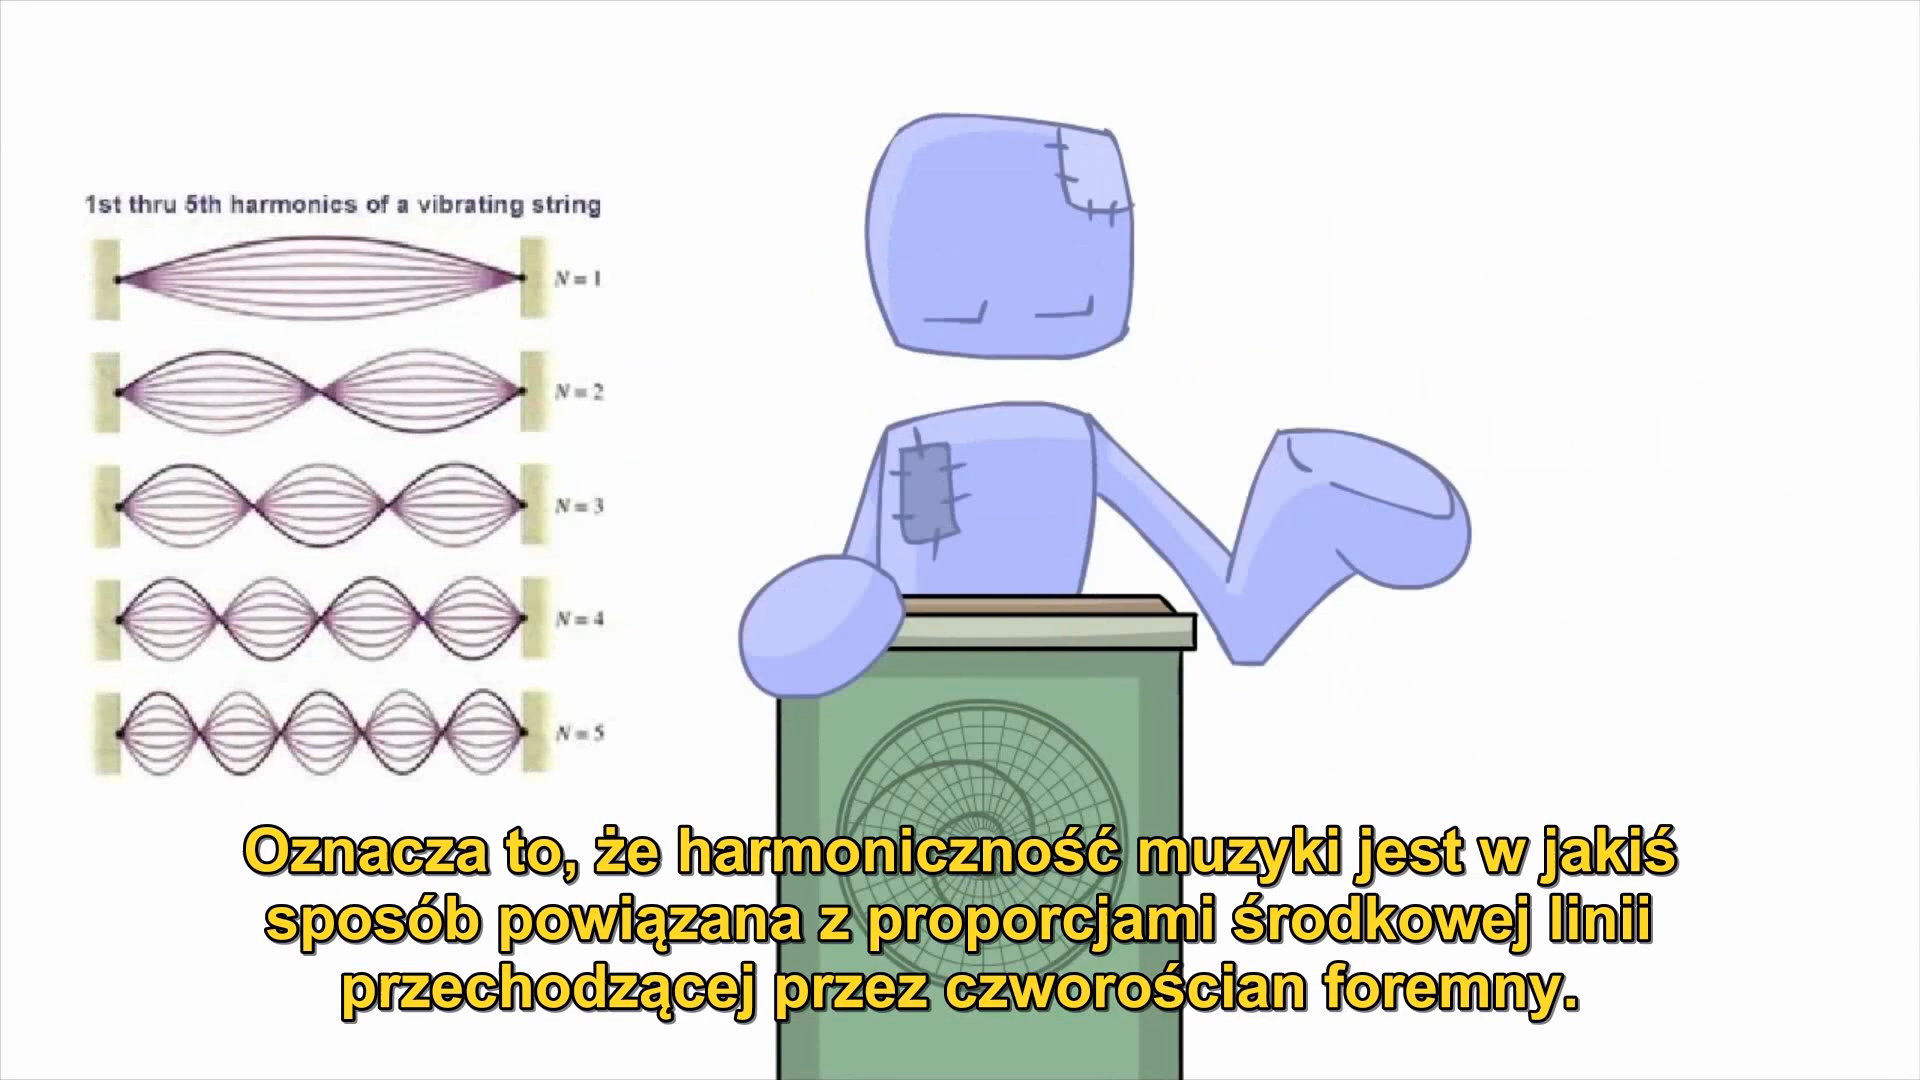 1st thru 5th harmonics of a vibrating string
N = 1
N = 2
N = 3
N = 4
N = 5
Oznacza to, że harmoniczność muzyki jest w jakiś
sposób powiązana z proporcjami środkowej linii
przechodzącej przez czworościan foremny.